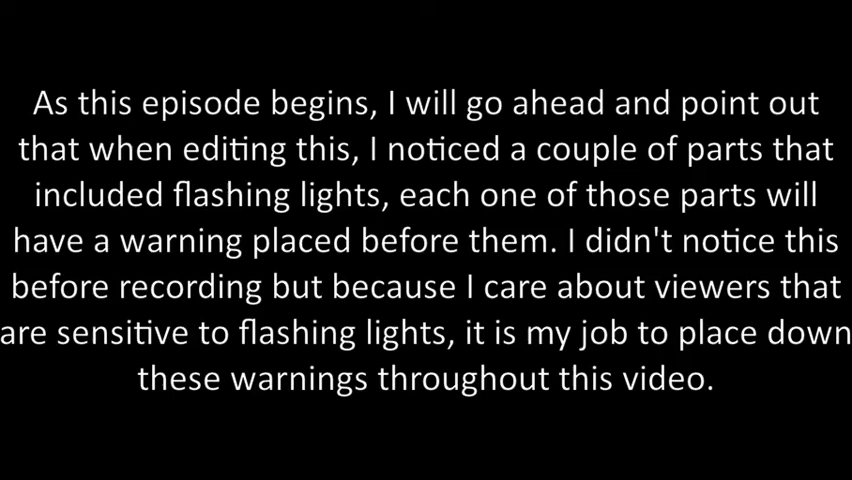 As this episode begins, I will go ahead and point out
that when editing this, I noticed a couple of parts that
included flashing lights, each one of those parts will
have a warning placed before them. I didn't notice this
before recording but because I care about viewers that
are sensitive to flashing lights, it is my job to place down
these warnings throughout this video.